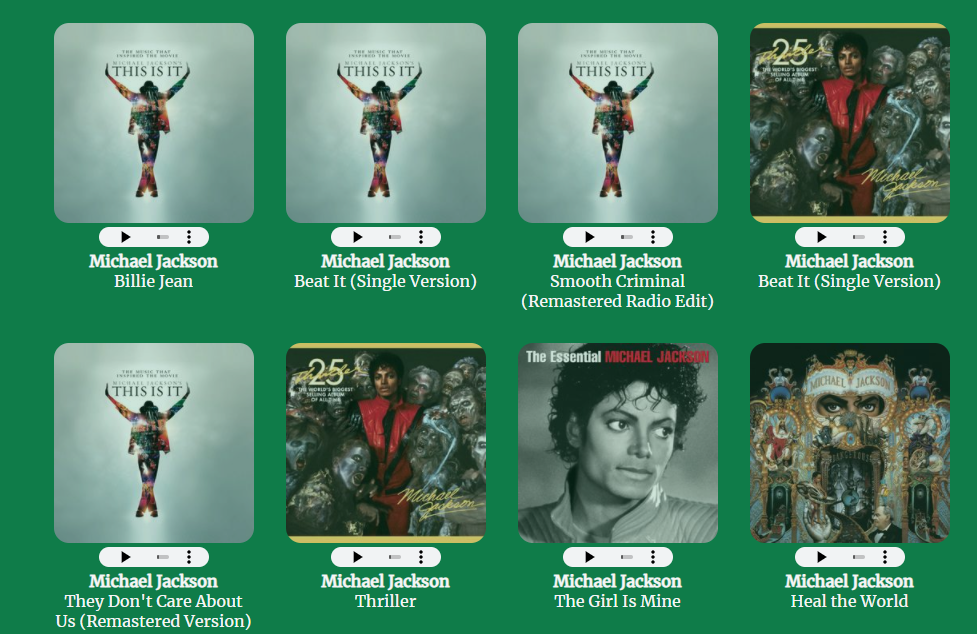 THE MUSIC THAT
INSPIRED THE MOVIE
MICHAEL JACKSON'S
THIS IS IT
Michael Jackson
Billie Jean
THE MUSIC THAT
INSPIRED THE MOVIE
MICHAEL JACKSON'S
THIS IS IT
Michael Jackson
Beat It (Single Version)
THE MUSIC THAT
INSPIRED THE MOVIE
MICHAEL JACKSON'S
THIS IS IT
Michael Jackson
Smooth Criminal
(Remastered Radio Edit)
Thriller
25
THE WORLD'S BIGGEST
SELLING ALBUM
OF ALL TIME
Michael
Jackson
Michael Jackson
Beat It (Single Version)
THE MUSIC THAT
INSPIRED THE MOVIE
MICHAEL JACKSON'S
THIS IS IT
Michael Jackson
They Don't Care About
Us (Remastered Version)
Thriller
25
THE WORLD'S BIGGEST
SELLING ALBUM
OF ALL TIME
Michael
Jackson
Michael Jackson
Thriller
The Essential MICHAEL JACKSON
Michael Jackson
The Girl Is Mine
MICHAEL JACKSON
Michael Jackson
Heal the World